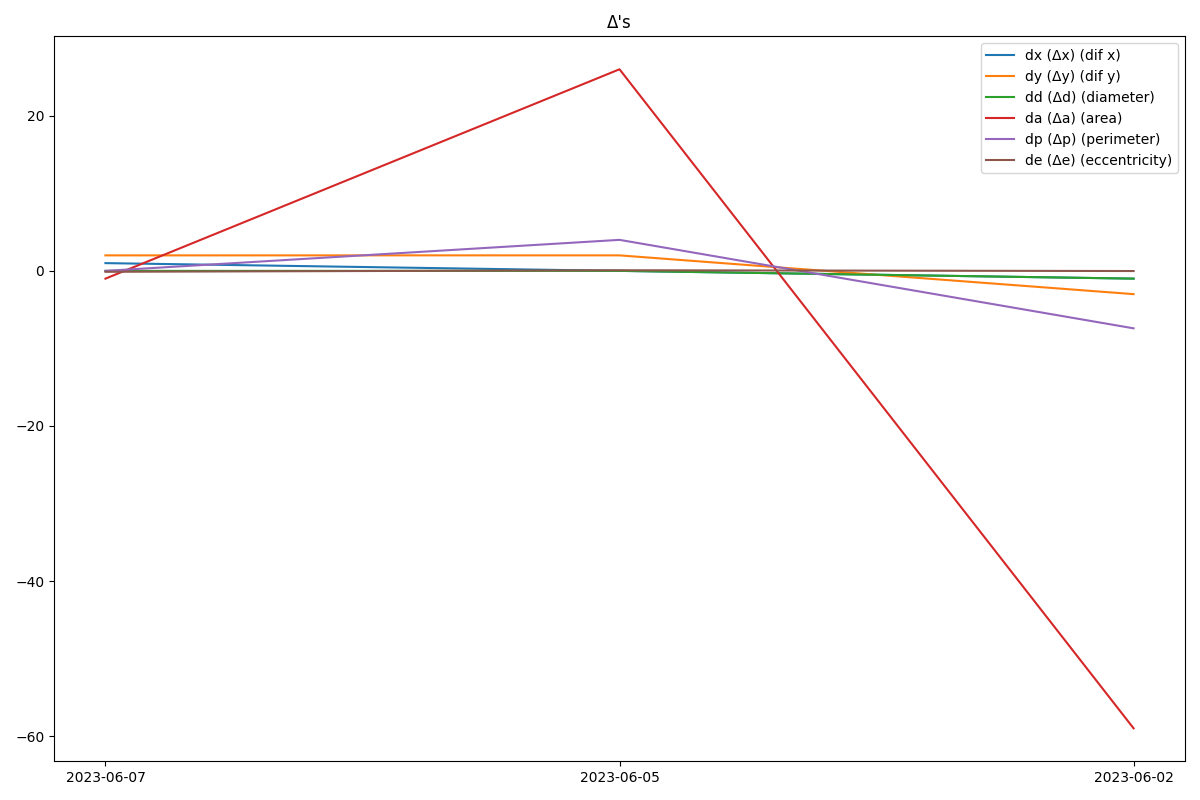 Δ's
dx (Δx) (dif x)
dy (Δy) (dif y)
dd (Δd) (diameter)
da (Δa) (area)
dp (Δp) (perimeter)
de (Δe) (eccentricity)
20
0
−20
−40
−60
2023-06-07
2023-06-05
2023-06-02